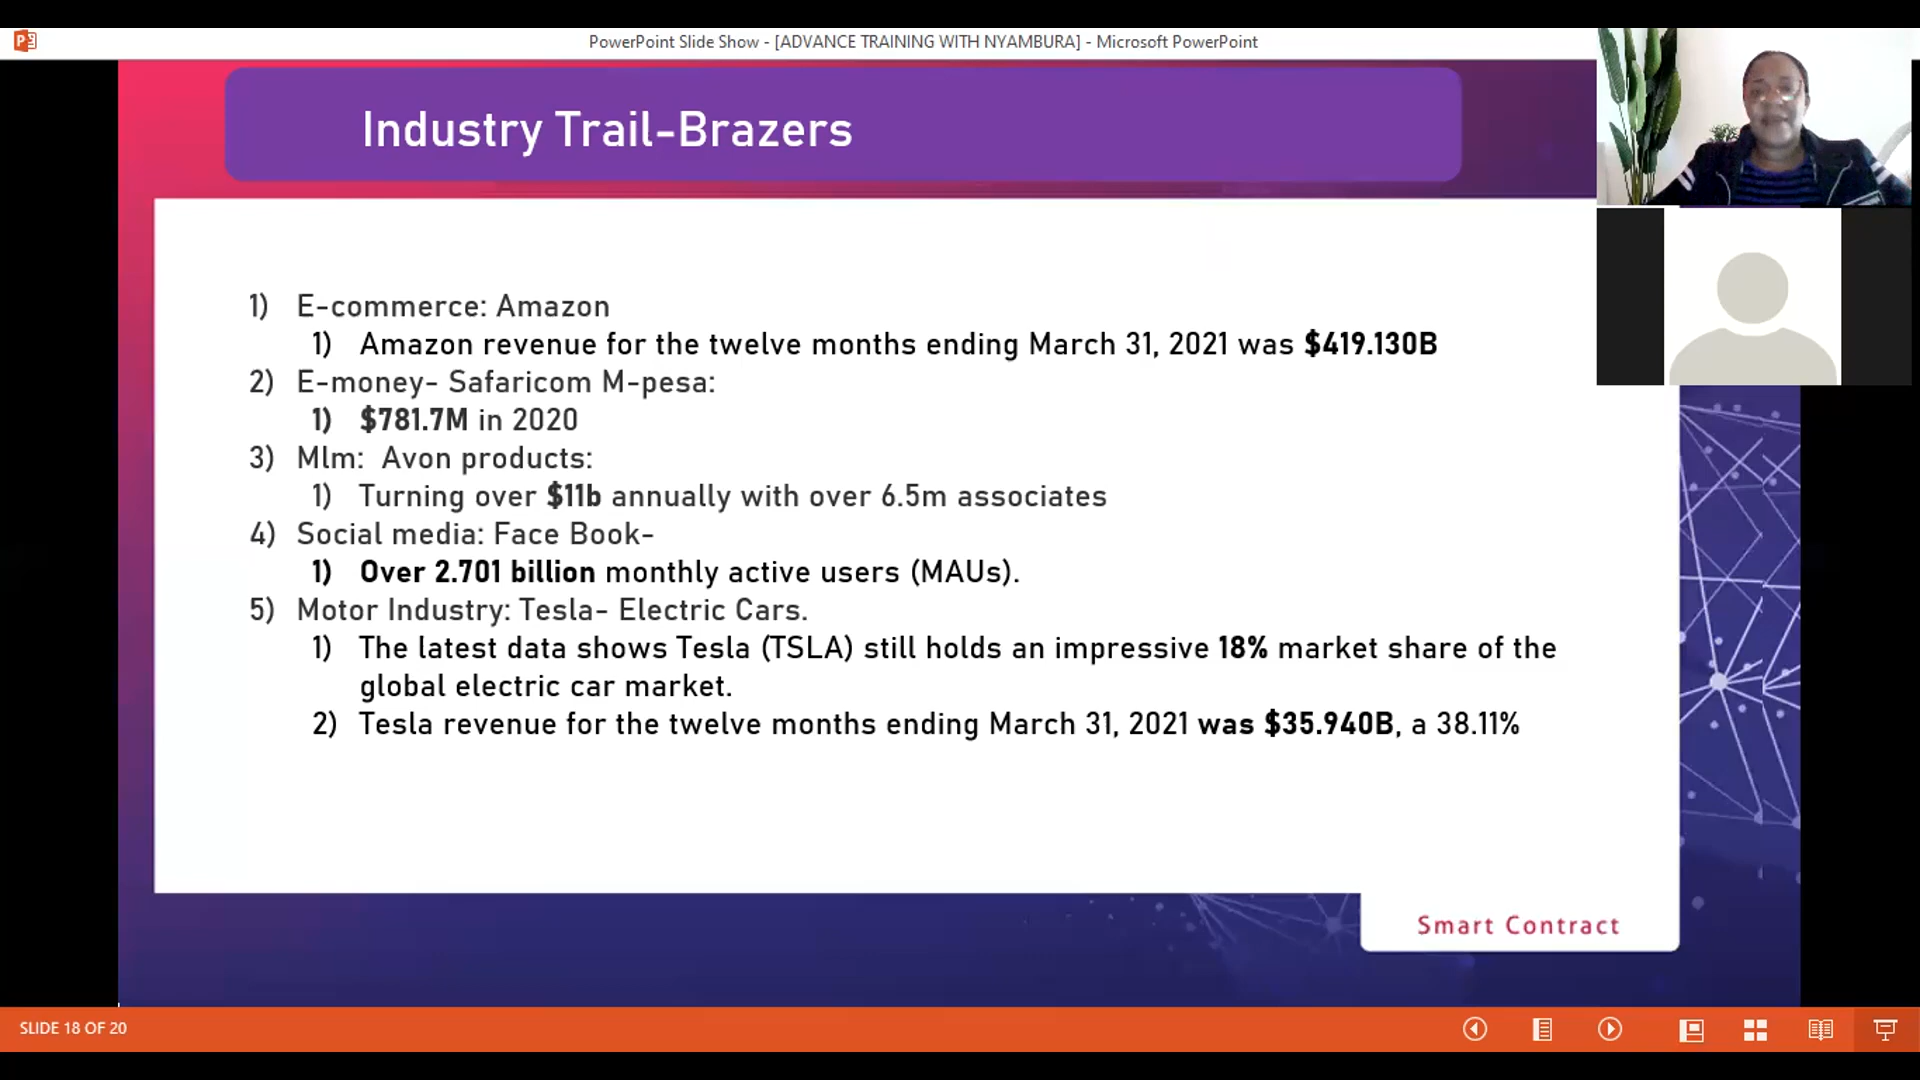 PowerPoint Slide Show - [ADVANCE TRAINING WITH NYAMBURA] - Microsoft PowerPoint
Industry Trail-Brazers
1) E-commerce: Amazon
1) Amazon revenue for the twelve months ending March 31, 2021 was $419.130B
2) E-money- Safaricom M-pesa:
1) $781.7M in 2020
3) Mlm: Avon products:
1) Turning over $11b annually with over 6.5m associates
4) Social media: Face Book-
1) Over 2.701 billion monthly active users (MAUs).
5) Motor Industry: Tesla- Electric Cars.
1) The latest data shows Tesla (TSLA) still holds an impressive 18% market share of the
global electric car market.
2) Tesla revenue for the twelve months ending March 31, 2021 was $35.940B, a 38.11%
Smart Contract
SLIDE 18 OF 20